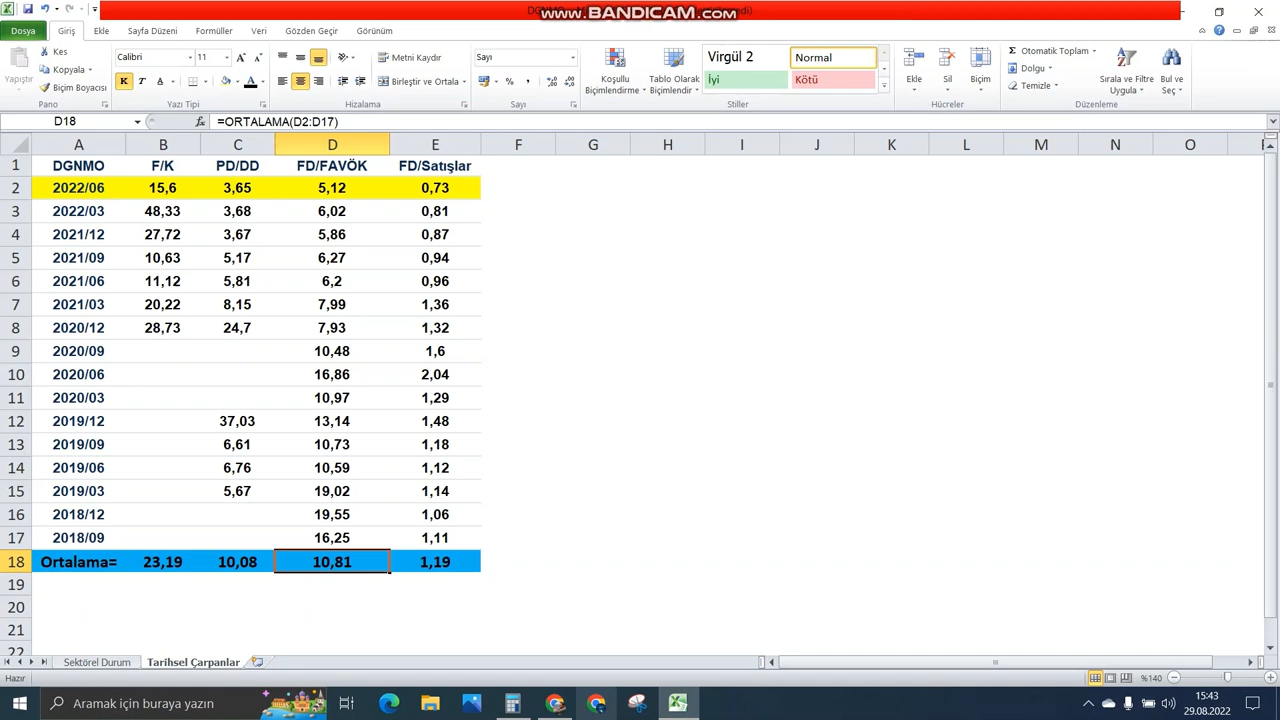 www.BANDICAM.com
Dosya Giriş Ekle Sayfa Düzeni Formüller Veri Gözden Geçir Görünüm
Yapıştır
Kes
Kopyala
Biçim Boyacısı
Pano
Calibri 11
K T A
Yazı Tipi
Metni Kaydır
Birleştir ve Ortala
Hizalama
Sayı
% 000
Sayı
Koşullu Biçimlendirme
Tablo Olarak Biçimlendir
Virgül 2 Normal
İyi Kötü
Stiller
Ekle Sil Biçim
Hücreler
Σ Otomatik Toplam
Dolgu
Temizle
Sırala ve Filtre Uygula
Bul ve Seç
Düzenleme
D18 fx =ORTALAMA(D2:D17)
A B C D E F G H I J K L M N O
1 DGNMO F/K PD/DD FD/FAVÖK FD/Satışlar
2 2022/06 15,6 3,65 5,12 0,73
3 2022/03 48,33 3,68 6,02 0,81
4 2021/12 27,72 3,67 5,86 0,87
5 2021/09 10,63 5,17 6,27 0,94
6 2021/06 11,12 5,81 6,2 0,96
7 2021/03 20,22 8,15 7,99 1,36
8 2020/12 28,73 24,7 7,93 1,32
9 2020/09 10,48 1,6
10 2020/06 16,86 2,04
11 2020/03 10,97 1,29
12 2019/12 37,03 13,14 1,48
13 2019/09 6,61 10,73 1,18
14 2019/06 6,76 10,59 1,12
15 2019/03 5,67 19,02 1,14
16 2018/12 19,55 1,06
17 2018/09 16,25 1,11
18 Ortalama= 23,19 10,08 10,81 1,19
19
20
21
22
Sektörel Durum Tarihsel Çarpanlar
Hazır %140
Aramak için buraya yazın
15:43
29.08.2022